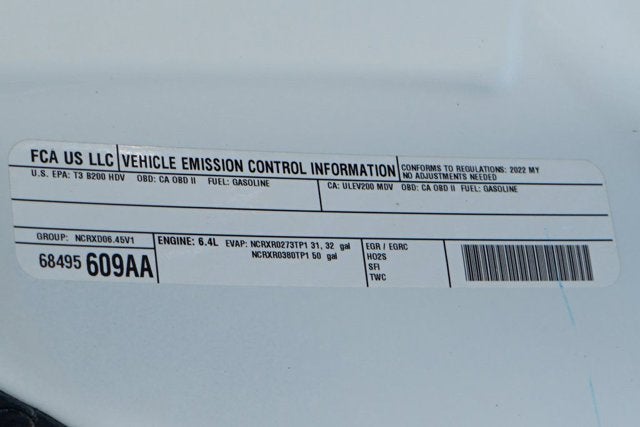 FCA US LLC VEHICLE EMISSION CONTROL INFORMATION CONFORMS TO REGULATIONS: 2022 MY
NO ADJUSTMENTS NEEDED
U.S. EPA: T3 B200 HDV OBD: CA OBD II FUEL: GASOLINE CA: ULEV200 MDV OBD: CA OBD II FUEL: GASOLINE
GROUP: NCRXD06.45V1
68495 609AA
ENGINE: 6.4L EVAP: NCRXR0273TP1 31, 32 gal
NCRXR0380TP1 50 gal
EGR / EGRC
HO2S
SFI
TWC